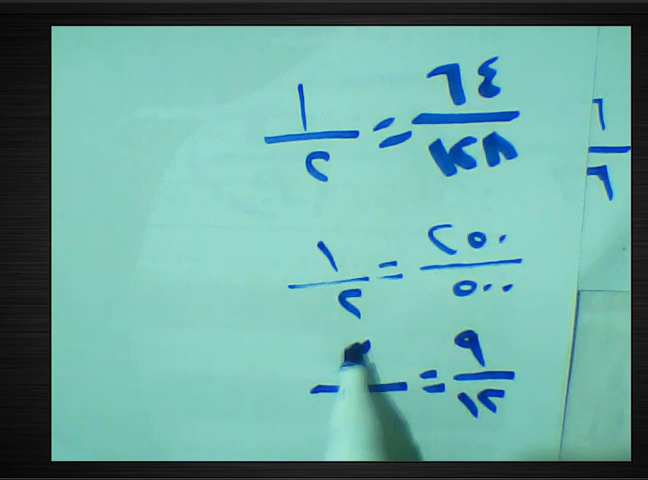 ٦٤/١٢٨ = ١/٢
٢٥٠/٥٠٠ = ١/٢
٩/١٢ =